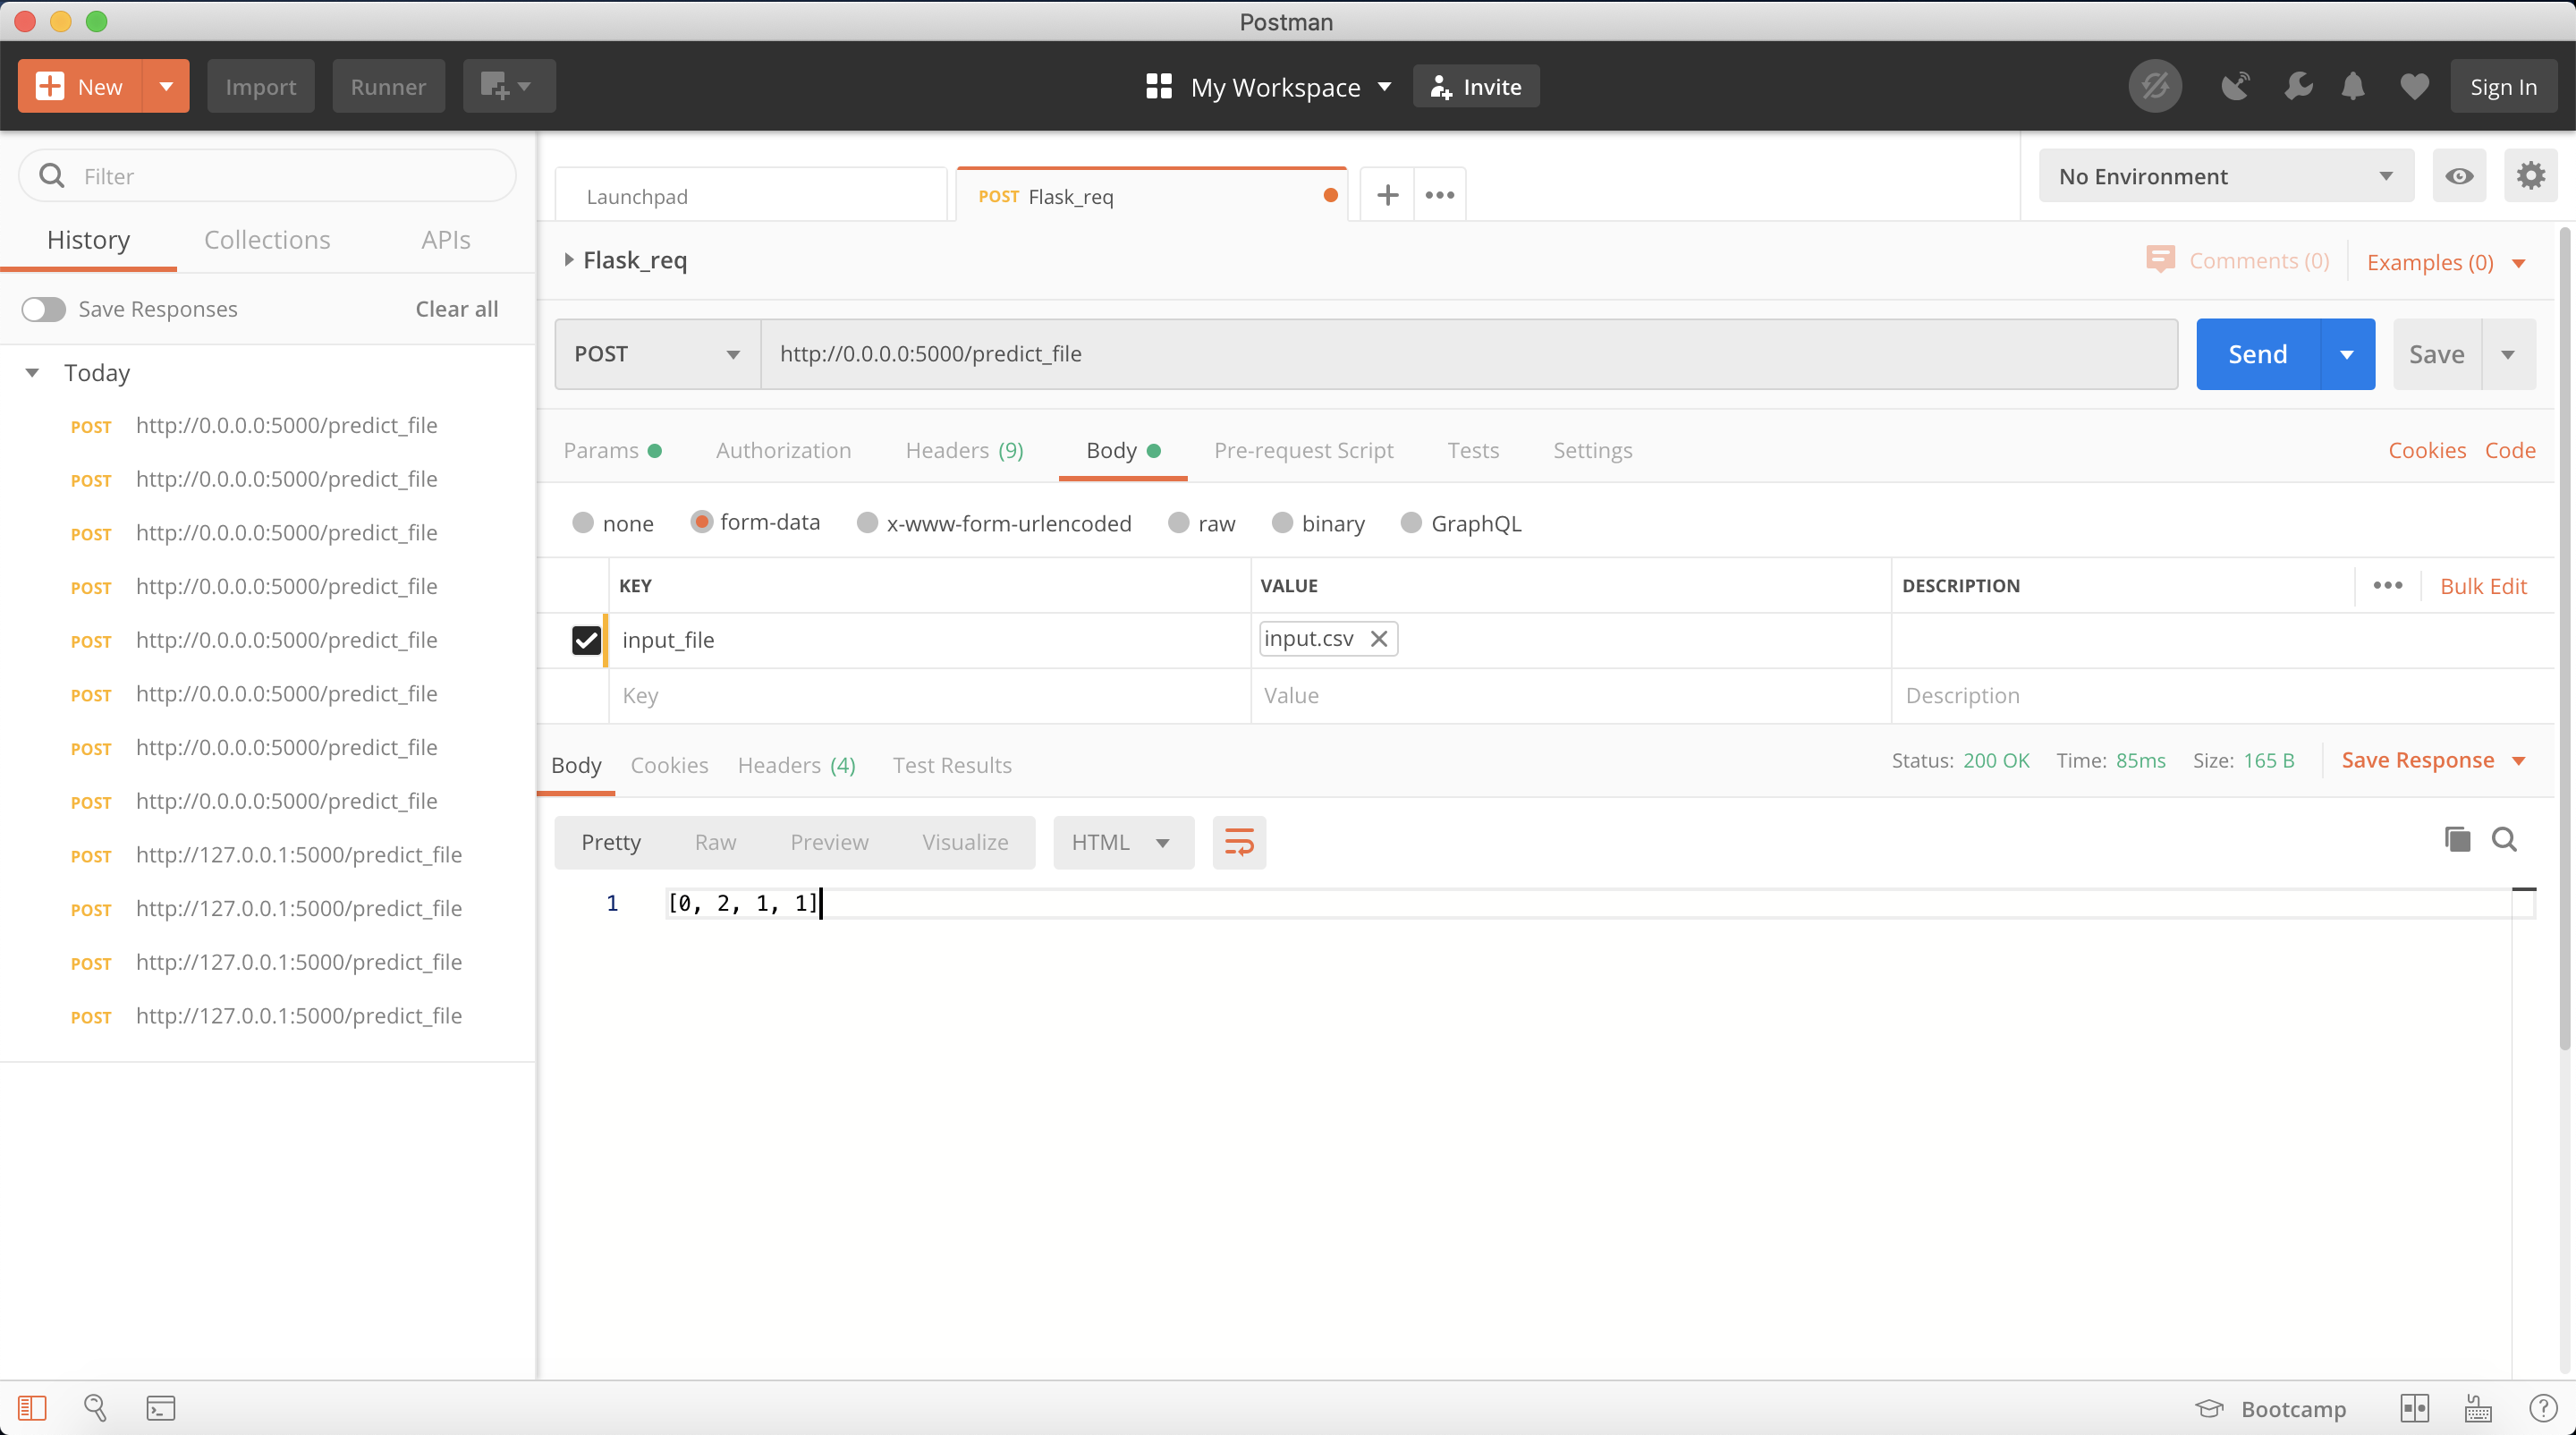 Postman
New Import Runner My Workspace Invite Sign In
Filter
History Collections APIs
Save Responses Clear all
Today
POST http://0.0.0.0:5000/predict_file
POST http://0.0.0.0:5000/predict_file
POST http://0.0.0.0:5000/predict_file
POST http://0.0.0.0:5000/predict_file
POST http://0.0.0.0:5000/predict_file
POST http://0.0.0.0:5000/predict_file
POST http://0.0.0.0:5000/predict_file
POST http://0.0.0.0:5000/predict_file
POST http://127.0.0.1:5000/predict_file
POST http://127.0.0.1:5000/predict_file
POST http://127.0.0.1:5000/predict_file
POST http://127.0.0.1:5000/predict_file
Launchpad POST Flask_req No Environment
Flask_req Comments (0) Examples (0)
POST http://0.0.0.0:5000/predict_file Send Save
Params Authorization Headers (9) Body Pre-request Script Tests Settings Cookies Code
none form-data x-www-form-urlencoded raw binary GraphQL
KEY VALUE DESCRIPTION Bulk Edit
input_file input.csv
Key Value Description
Body Cookies Headers (4) Test Results Status: 200 OK Time: 85ms Size: 165 B Save Response
Pretty Raw Preview Visualize HTML
1 [0, 2, 1, 1]
Bootcamp